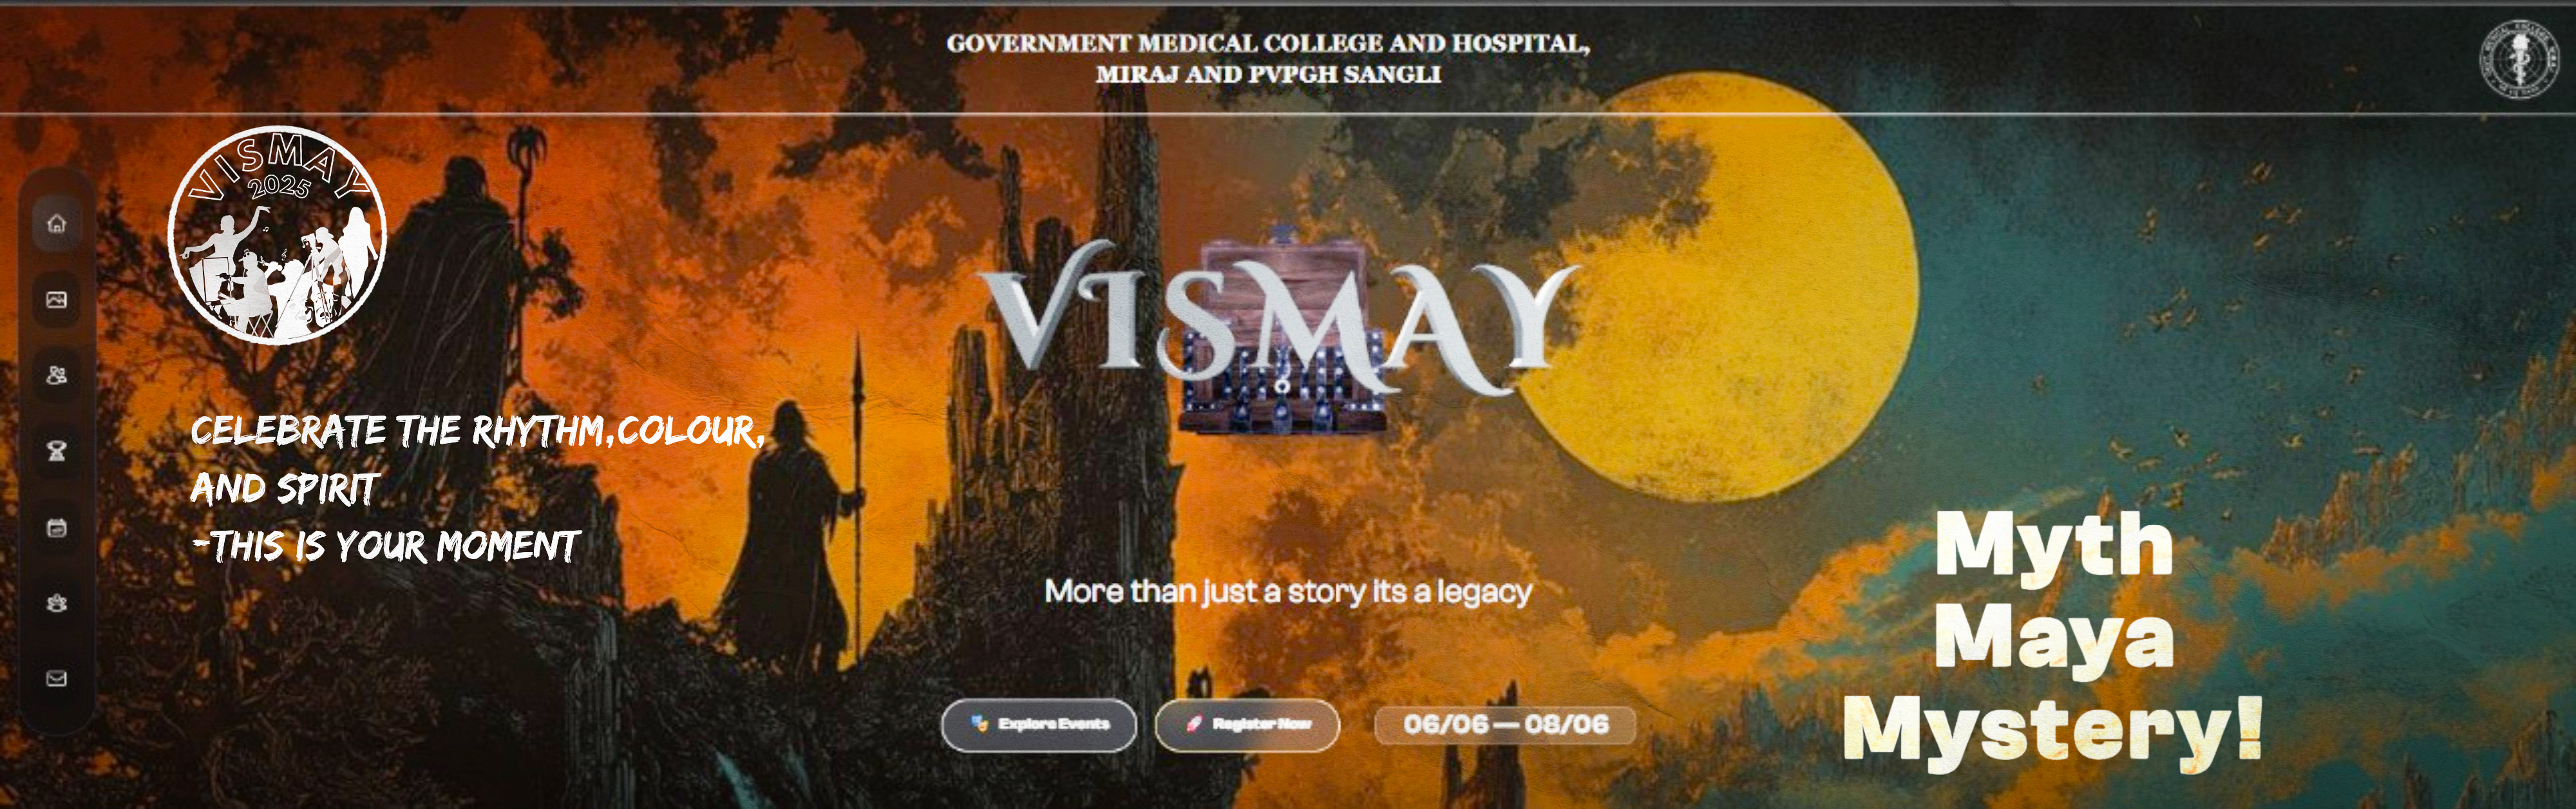 GOVERNMENT MEDICAL COLLEGE AND HOSPITAL,
MIRAJ AND PVPGH SANGLI
VISMAY
2025
CELEBRATE THE RHYTHM,COLOUR,
AND SPIRIT
-THIS IS YOUR MOMENT
VISMAY
More than just a story its a legacy
Explore Events
Register Now
06/06 — 08/06
Myth
Maya
Mystery!